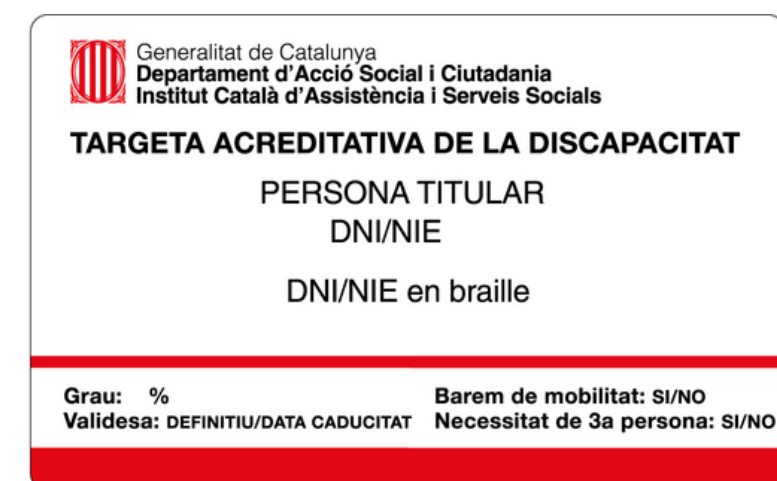 Generalitat de Catalunya
Departament d'Acció Social i Ciutadania
Institut Català d'Assistència i Serveis Socials
TARGETA ACREDITATIVA DE LA DISCAPACITAT
PERSONA TITULAR
DNI/NIE
DNI/NIE en braille
Grau: % Barem de mobilitat: SI/NO
Validesa: DEFINITIU/DATA CADUCITAT Necessitat de 3a persona: SI/NO